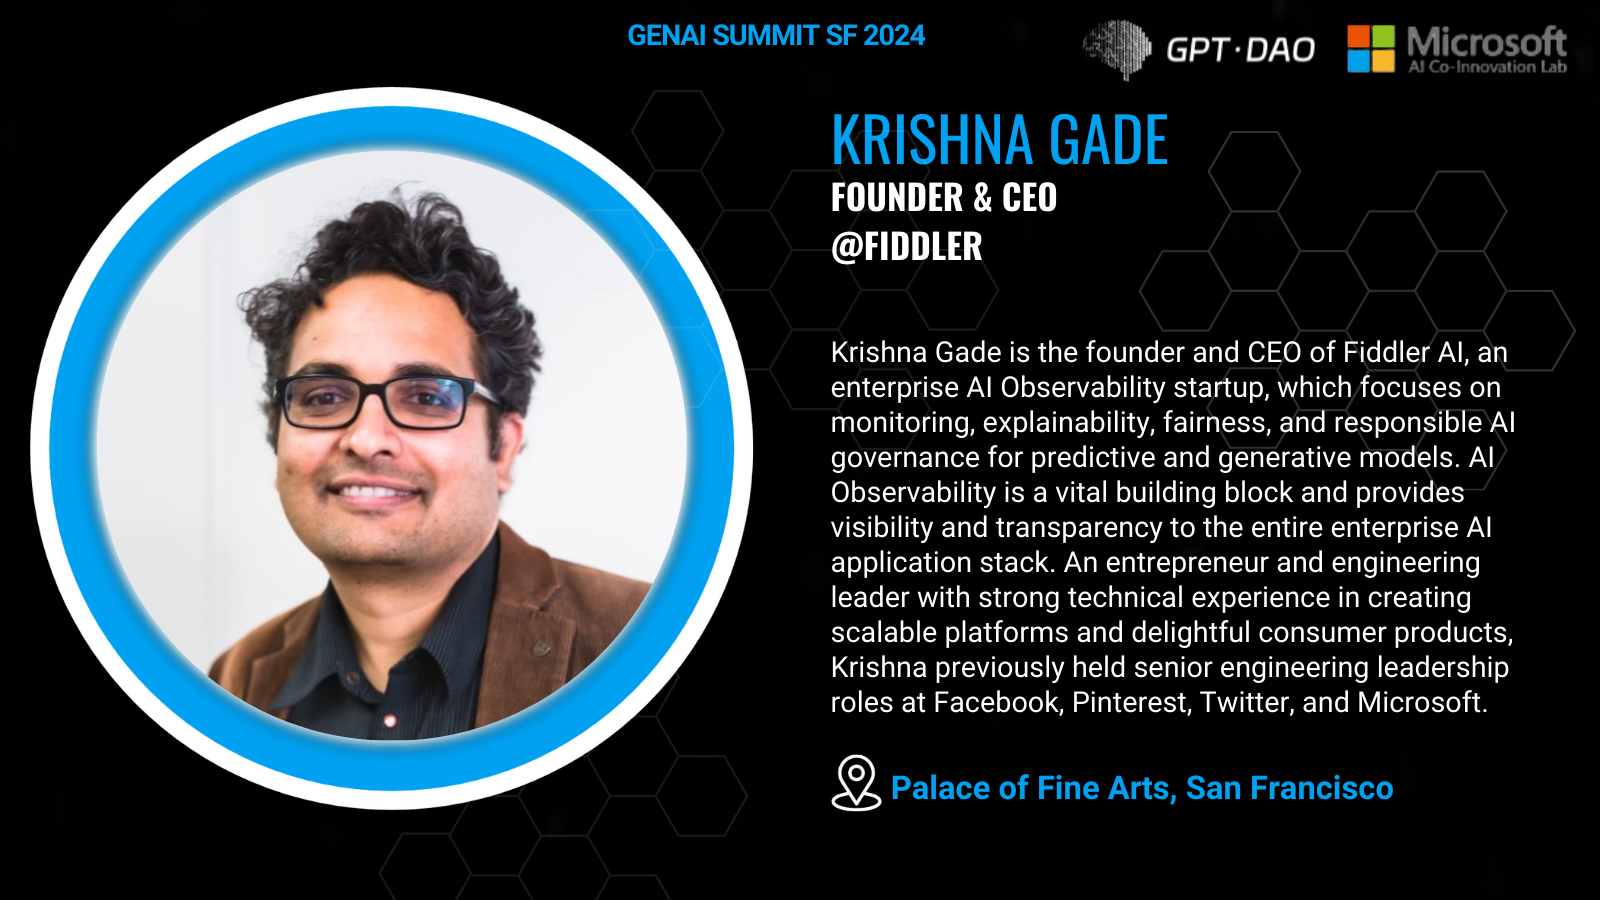 GENAI SUMMIT SF 2024
GPT·DAO
Microsoft
AI Co-Innovation Lab
KRISHNA GADE
FOUNDER & CEO
@FIDDLER
Krishna Gade is the founder and CEO of Fiddler AI, an
enterprise AI Observability startup, which focuses on
monitoring, explainability, fairness, and responsible AI
governance for predictive and generative models. AI
Observability is a vital building block and provides
visibility and transparency to the entire enterprise AI
application stack. An entrepreneur and engineering
leader with strong technical experience in creating
scalable platforms and delightful consumer products,
Krishna previously held senior engineering leadership
roles at Facebook, Pinterest, Twitter, and Microsoft.
Palace of Fine Arts, San Francisco